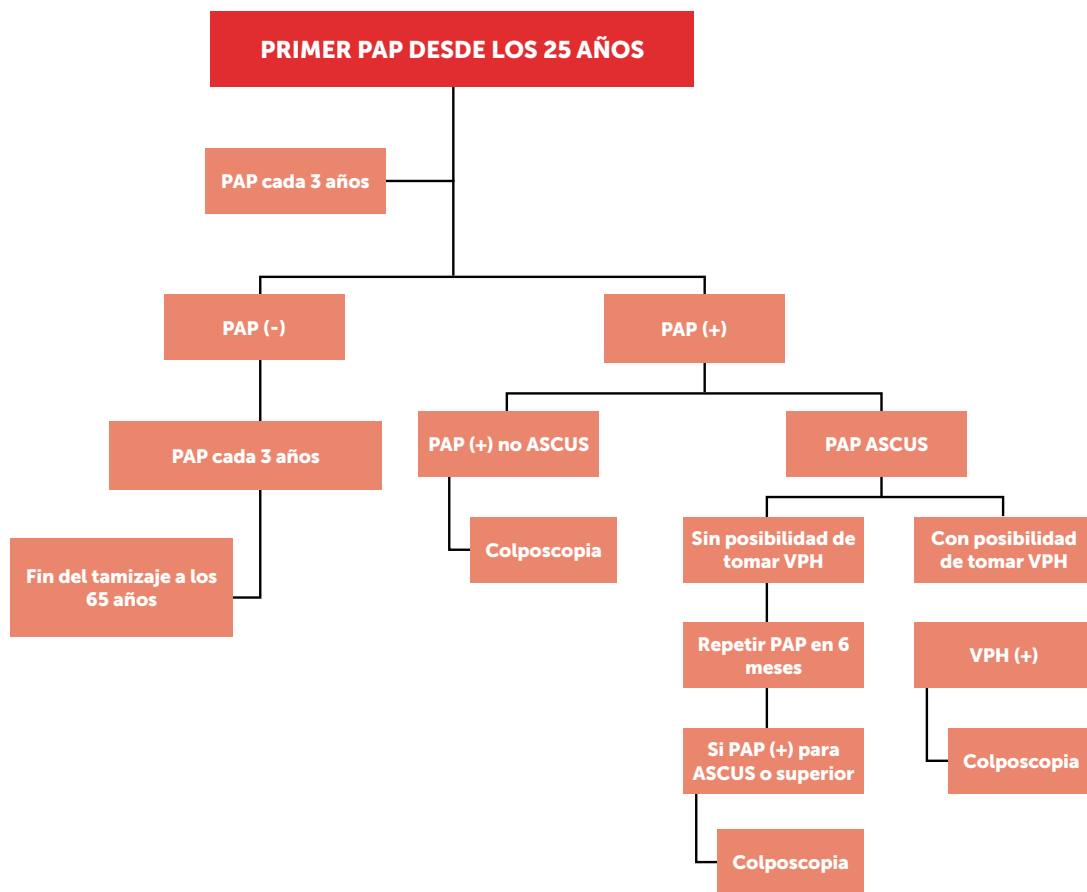 PRIMER PAP DESDE LOS 25 AÑOS
PAP cada 3 años
PAP (-)
PAP (+)
PAP cada 3 años
PAP (+) no ASCUS
PAP ASCUS
Fin del tamizaje a los
65 años
Colposcopia
Sin posibilidad de
tomar VPH
Con posibilidad
de tomar VPH
Repetir PAP en 6
meses
VPH (+)
Si PAP (+) para
ASCUS o superior
Colposcopia
Colposcopia